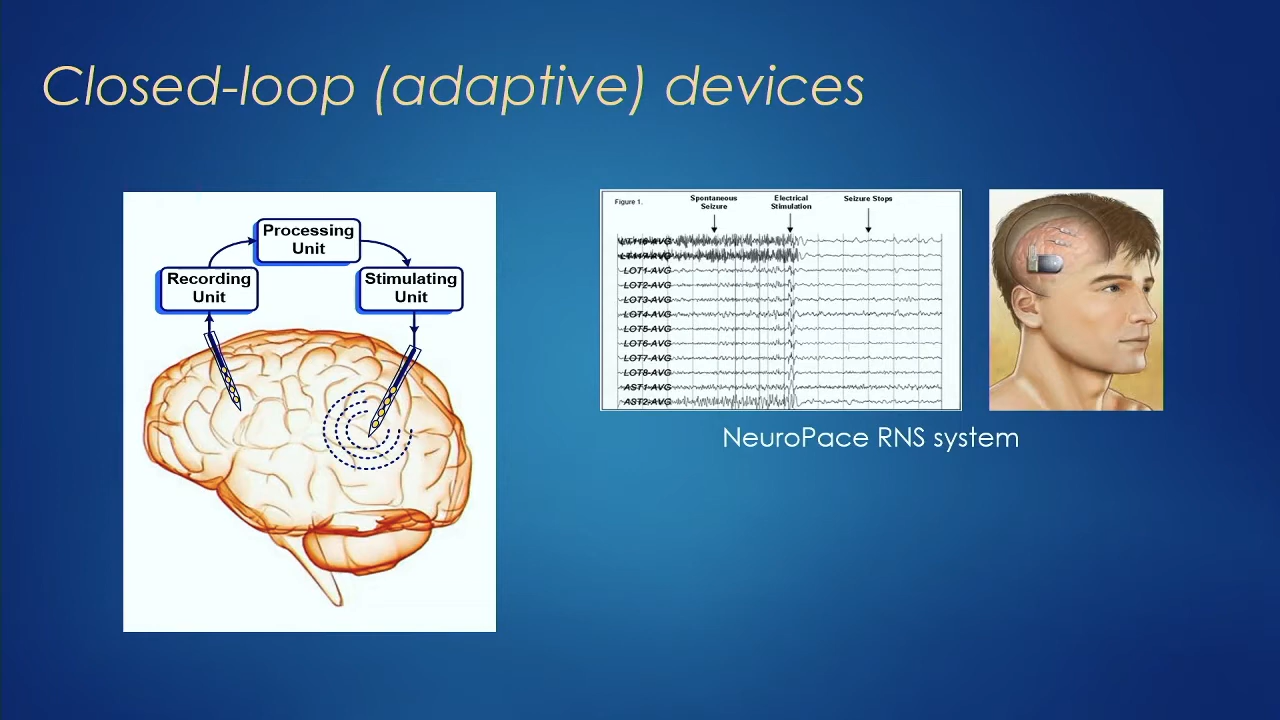 Closed-loop (adaptive) devices
Processing
Unit
Recording
Unit
Stimulating
Unit
Figure 1.
Spontaneous
Seizure
Electrical
Stimulation
Seizure Stops
LOT1-AVG
LOT2-AVG
LOT3-AVG
LOT4-AVG
LOT5-AVG
LOT6-AVG
LOT7-AVG
LOT8-AVG
AST1-AVG
AST2-AVG
NeuroPace RNS system